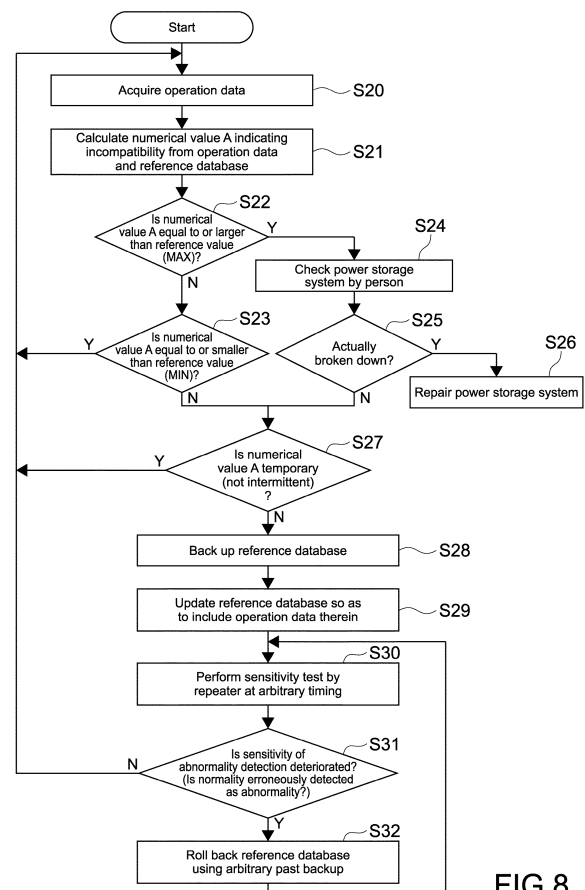 Start
Acquire operation data
S20
Calculate numerical value A indicating
incompatibility from operation data
and reference database
S21
Is numerical
value A equal to or larger
than reference value
(MAX)?
S22
Y
N
S24
Check power storage
system by person
S23
Is numerical
value A equal to or smaller
than reference value
(MIN)?
Y
N
S25
Actually
broken down?
Y
N
S26
Repair power storage system
S27
Is numerical
value A temporary
(not intermittent)
?
Y
N
Back up reference database
S28
Update reference database so as
to include operation data therein
S29
S30
Perform sensitivity test by
repeater at arbitrary timing
S31
Is sensitivity of
abnormality detection deteriorated?
(Is normality erroneously detected
as abnormality?)
N
Y
S32
Roll back reference database
using arbitrary past backup
FIG.8